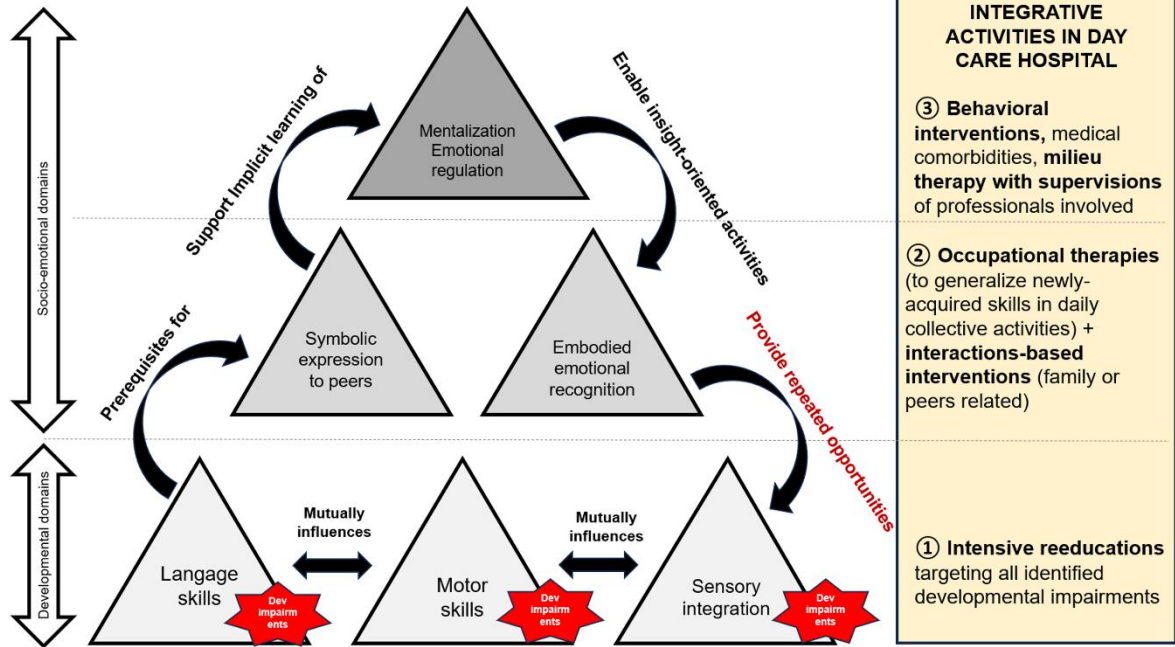 Socio-emotional domains
Developmental domains
Support Implicit learning of
Enable insight-oriented activities
Mentalization
Emotional
regulation
Prerequisites for
Symbolic
expression
to peers
Embodied
emotional
recognition
Provide repeated opportunities
Langage
skills
Dev
impairm
ents
Mutually
influences
Motor
skills
Dev
impairm
ents
Mutually
influences
Sensory
integration
Dev
impairm
ents
INTEGRATIVE
ACTIVITIES IN DAY
CARE HOSPITAL
③ Behavioral
interventions, medical
comorbidities, milieu
therapy with supervisions
of professionals involved
② Occupational therapies
(to generalize newly-
acquired skills in daily
collective activities) +
interactions-based
interventions (family or
peers related)
① Intensive reeducations
targeting all identified
developmental impairments